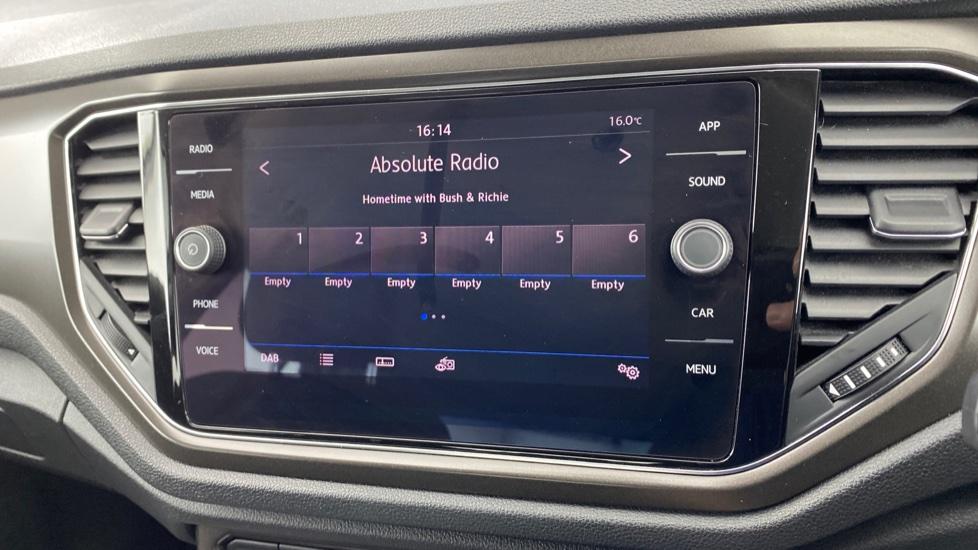 16:14
16.0°C
RADIO
MEDIA
PHONE
VOICE
< Absolute Radio >
Hometime with Bush & Richie
1 2 3 4 5 6
Empty Empty Empty Empty Empty Empty
DAB
APP
SOUND
CAR
MENU